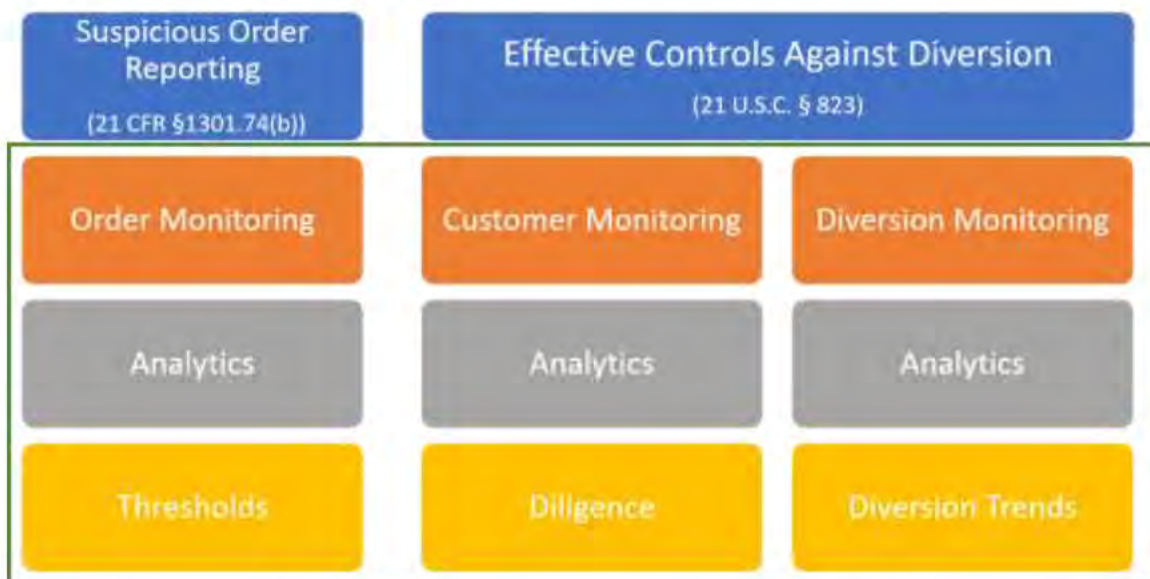 Suspicious Order
Reporting
(21 CFR §1301.74(b))
Effective Controls Against Diversion
(21 U.S.C. § 823)
Order Monitoring
Customer Monitoring
Diversion Monitoring
Analytics
Analytics
Analytics
Thresholds
Diligence
Diversion Trends